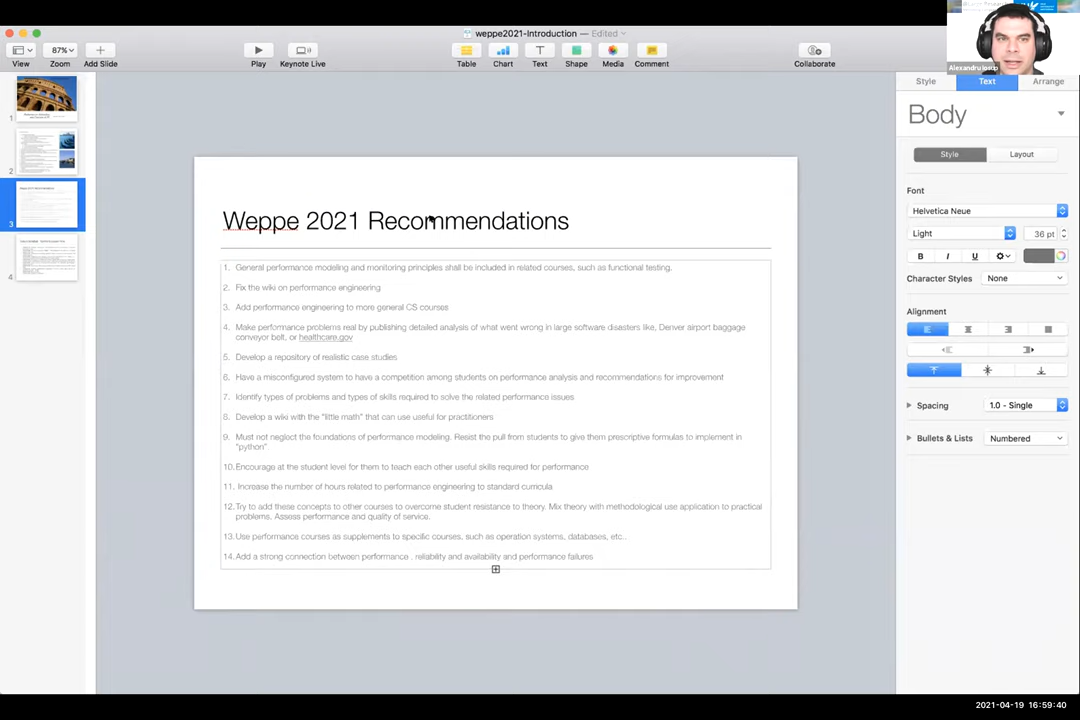 weppe2021-Introduction — Edited
87%
View
Zoom
Add Slide
Play
Keynote Live
Table
Chart
Text
Shape
Media
Comment
Collaborate
Style
Text
Arrange
1
2
3
4
Weppe 2021 Recommendations
1. General performance modeling and monitoring principles shall be included in related courses, such as functional testing.
2. Fix the wiki on performance engineering
3. Add performance engineering to more general CS courses
4. Make performance problems real by publishing detailed analysis of what went wrong in large software disasters like, Denver airport baggage
conveyor belt, or healthcare.gov
5. Develop a repository of realistic case studies
6. Have a misconfigured system to have a competition among students on performance analysis and recommendations for improvement
7. Identify types of problems and types of skills required to solve the related performance issues
8. Develop a wiki with the "little math" that can use useful for practitioners
9. Must not neglect the foundations of performance modeling. Resist the pull from students to give them prescriptive formulas to implement in
"python"
10. Encourage at the student level for them to teach each other useful skills required for performance
11. Increase the number of hours related to performance engineering to standard curricula
12. Try to add these concepts to other courses to overcome student resistance to theory. Mix theory with methodological use application to practical
problems. Assess performance and quality of service.
13. Use performance courses as supplements to specific courses, such as operation systems, databases, etc..
14. Add a strong connection between performance . reliability and availability and performance failures
Body
Style
Layout
Font
Helvetica Neue
Light
36 pt
B I U
Character Styles
None
Alignment
Spacing
1.0 - Single
Bullets & Lists
Numbered
2021-04-19 16:59:40